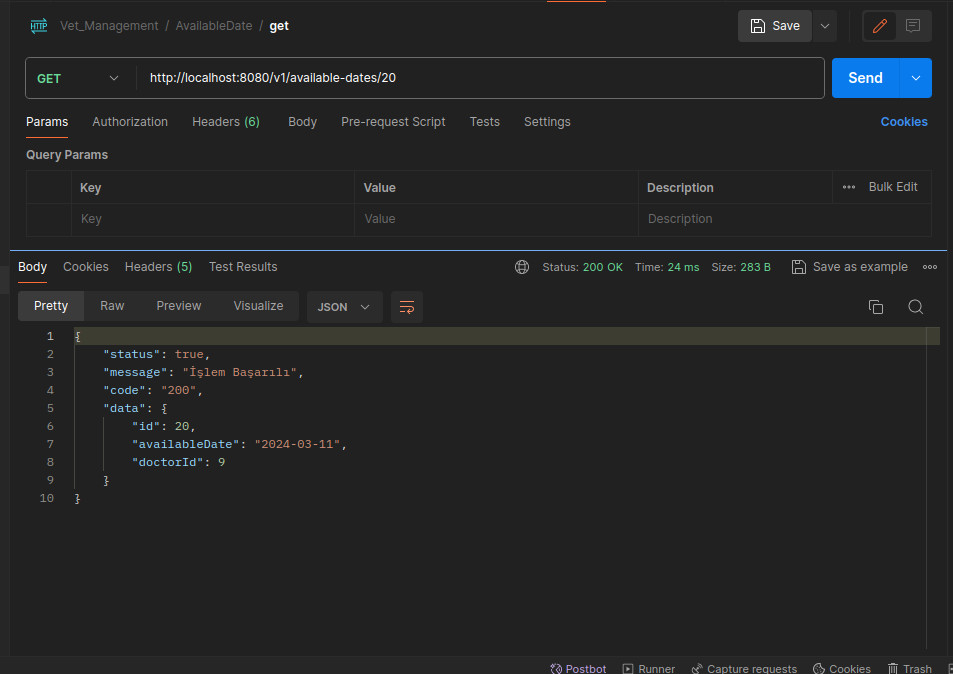 HTTP Vet_Management / AvailableDate / get Save
GET http://localhost:8080/v1/available-dates/20 Send
Params Authorization Headers (6) Body Pre-request Script Tests Settings Cookies
Query Params
Key Value Description Bulk Edit
Key Value Description
Body Cookies Headers (5) Test Results Status: 200 OK Time: 24 ms Size: 283 B Save as example
Pretty Raw Preview Visualize JSON
1 {
2 "status": true,
3 "message": "İşlem Başarılı",
4 "code": "200",
5 "data": {
6 "id": 20,
7 "availableDate": "2024-03-11",
8 "doctorId": 9
9 }
10 }
Postbot Runner Capture requests Cookies Trash